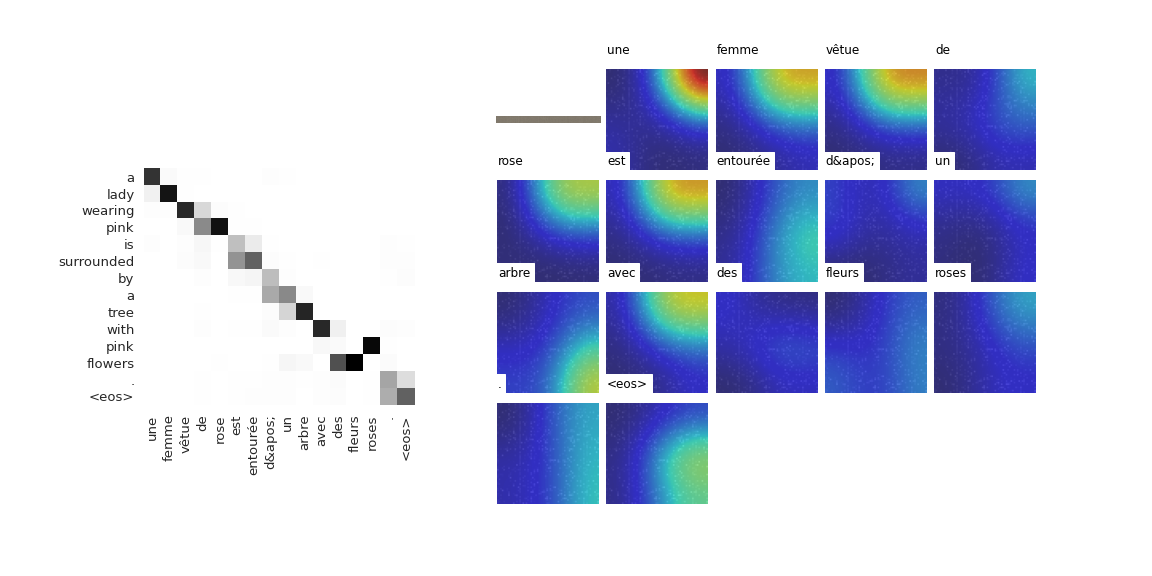 une femme vêtue de
rose est entourée d&apos; un
arbre avec des fleurs roses
. <eos>
a
lady
wearing
pink
is
surrounded
by
a
tree
with
pink
flowers
.
<eos>
une
femme
vêtue
de
rose
est
entourée
d&apos;
un
arbre
avec
des
fleurs
roses
.
<eos>